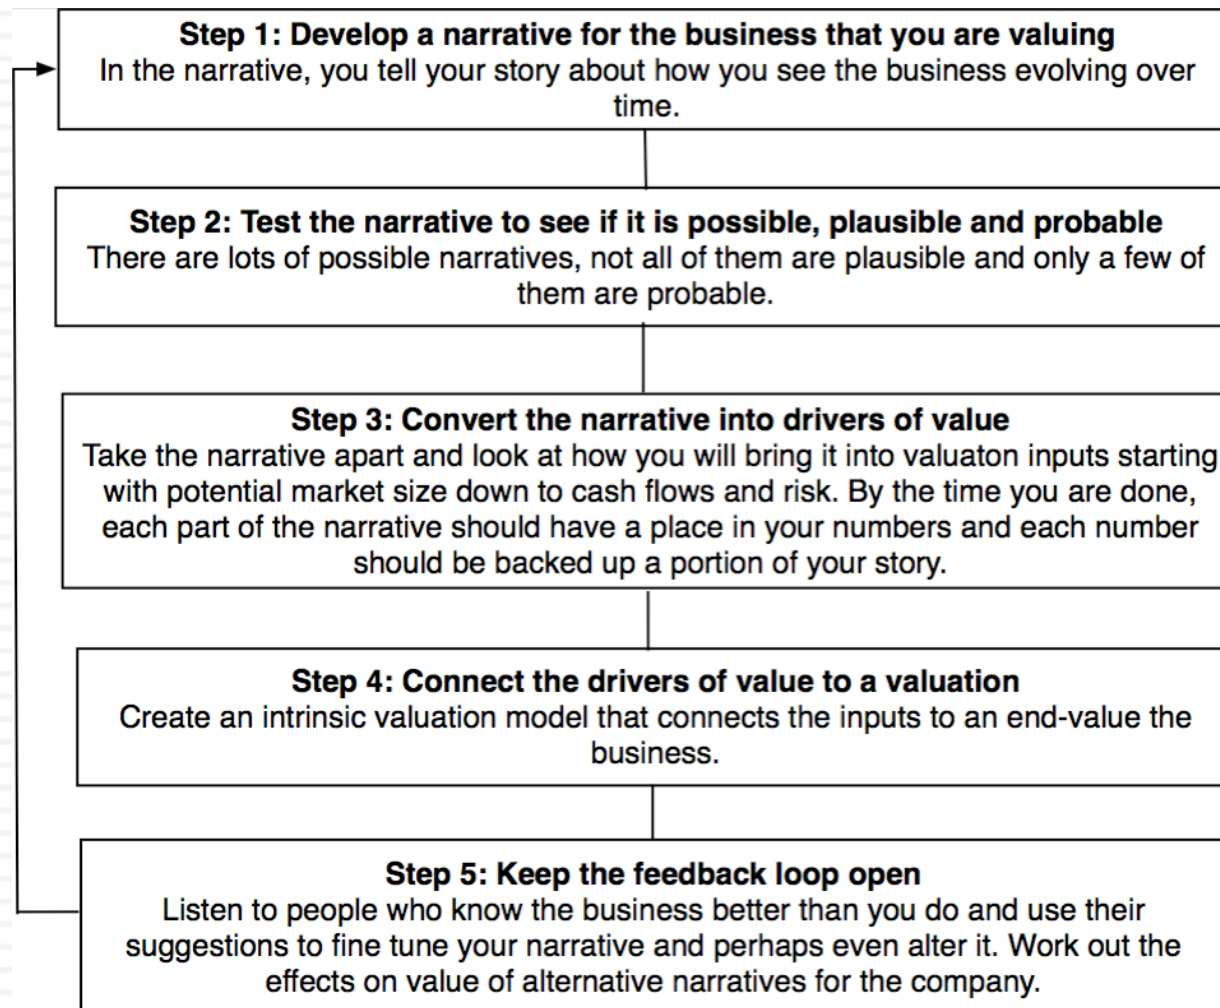 Step 1: Develop a narrative for the business that you are valuing
In the narrative, you tell your story about how you see the business evolving over
time.
Step 2: Test the narrative to see if it is possible, plausible and probable
There are lots of possible narratives, not all of them are plausible and only a few of
them are probable.
Step 3: Convert the narrative into drivers of value
Take the narrative apart and look at how you will bring it into valuaton inputs starting
with potential market size down to cash flows and risk. By the time you are done,
each part of the narrative should have a place in your numbers and each number
should be backed up a portion of your story.
Step 4: Connect the drivers of value to a valuation
Create an intrinsic valuation model that connects the inputs to an end-value the
business.
Step 5: Keep the feedback loop open
Listen to people who know the business better than you do and use their
suggestions to fine tune your narrative and perhaps even alter it. Work out the
effects on value of alternative narratives for the company.